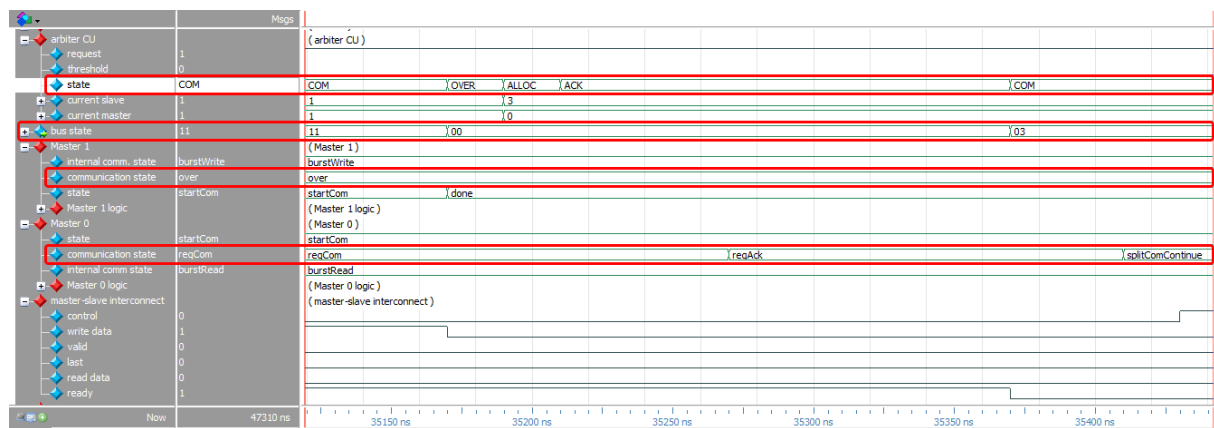 Msgs
arbiter CU ( arbiter CU )
request 1
threshold 0
state COM COM OVER ALLOC ACK COM
current slave 1 1 3
current master 1 1 0
bus state 11 11 00 03
Master 1 ( Master 1 )
internal comm. state burstWrite burstWrite
communication state over over
state startCom startCom done
Master 1 logic ( Master 1 logic )
Master 0 ( Master 0 )
state startCom startCom
communication state reqCom reqCom reqAck splitComContinue
internal comm state burstRead burstRead
Master 0 logic ( Master 0 logic )
master-slave interconnect ( master-slave interconnect )
control 0
write data 1
valid 0
last 0
read data 0
ready 1
Now 47310 ns 35150 ns 35200 ns 35250 ns 35300 ns 35350 ns 35400 ns